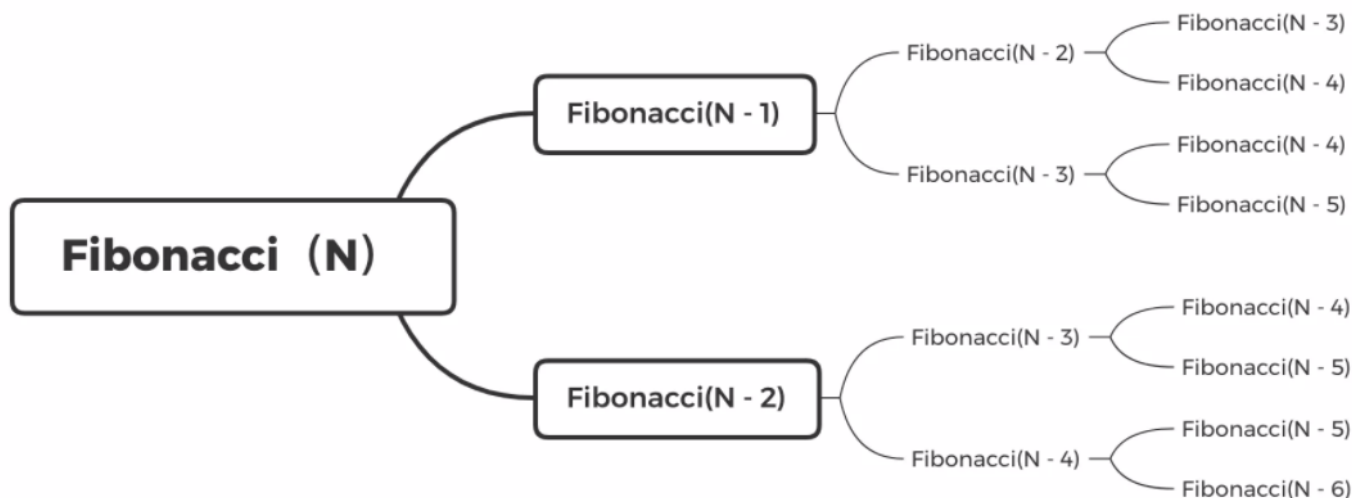 Fibonacci（N）
Fibonacci(N - 1)
Fibonacci(N - 2)
Fibonacci(N - 3)
Fibonacci(N - 4)
Fibonacci(N - 3)
Fibonacci(N - 4)
Fibonacci(N - 5)
Fibonacci(N - 2)
Fibonacci(N - 3)
Fibonacci(N - 4)
Fibonacci(N - 5)
Fibonacci(N - 4)
Fibonacci(N - 5)
Fibonacci(N - 6)